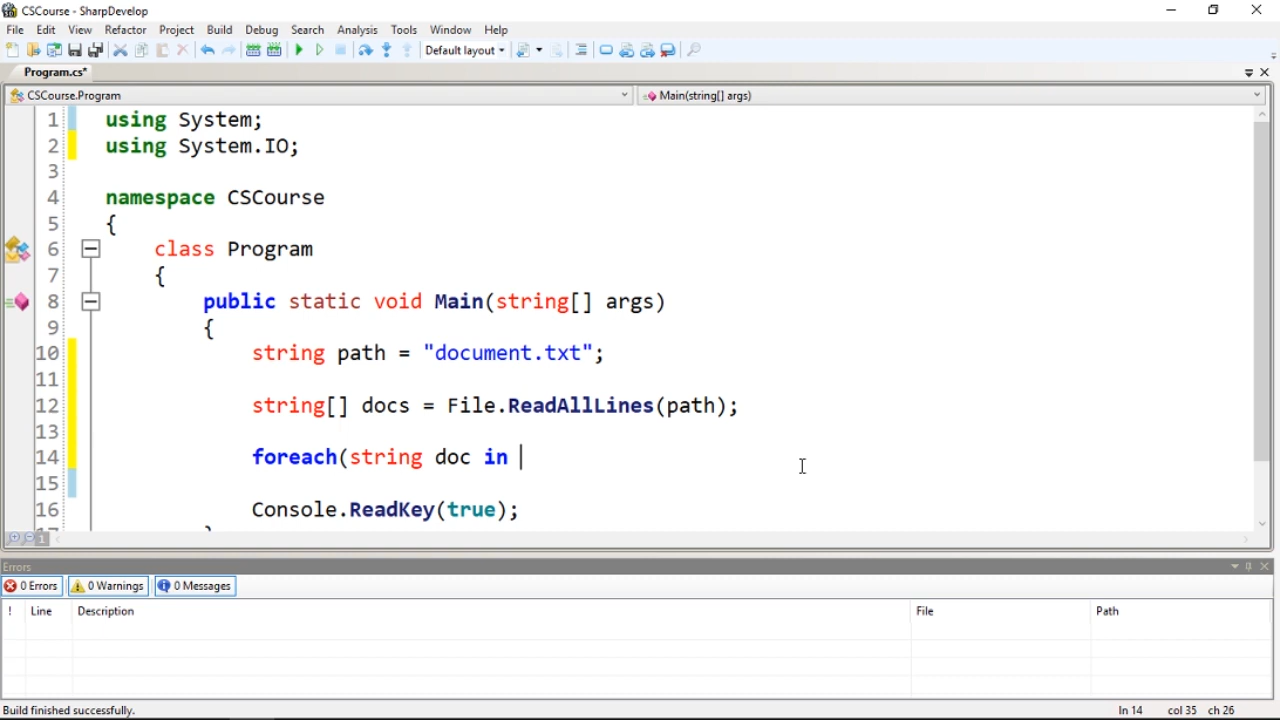 CSCourse - SharpDevelop
File Edit View Refactor Project Build Debug Search Analysis Tools Window Help
Default layout
Program.cs*
CSCourse.Program Main(string[] args)
1 using System;
2 using System.IO;
3
4 namespace CSCourse
5 {
6 class Program
7 {
8 public static void Main(string[] args)
9 {
10 string path = "document.txt";
11
12 string[] docs = File.ReadAllLines(path);
13
14 foreach(string doc in
15
16 Console.ReadKey(true);
1
Errors
0 Errors 0 Warnings 0 Messages
! Line Description File Path
Build finished successfully. ln 14 col 35 ch 26